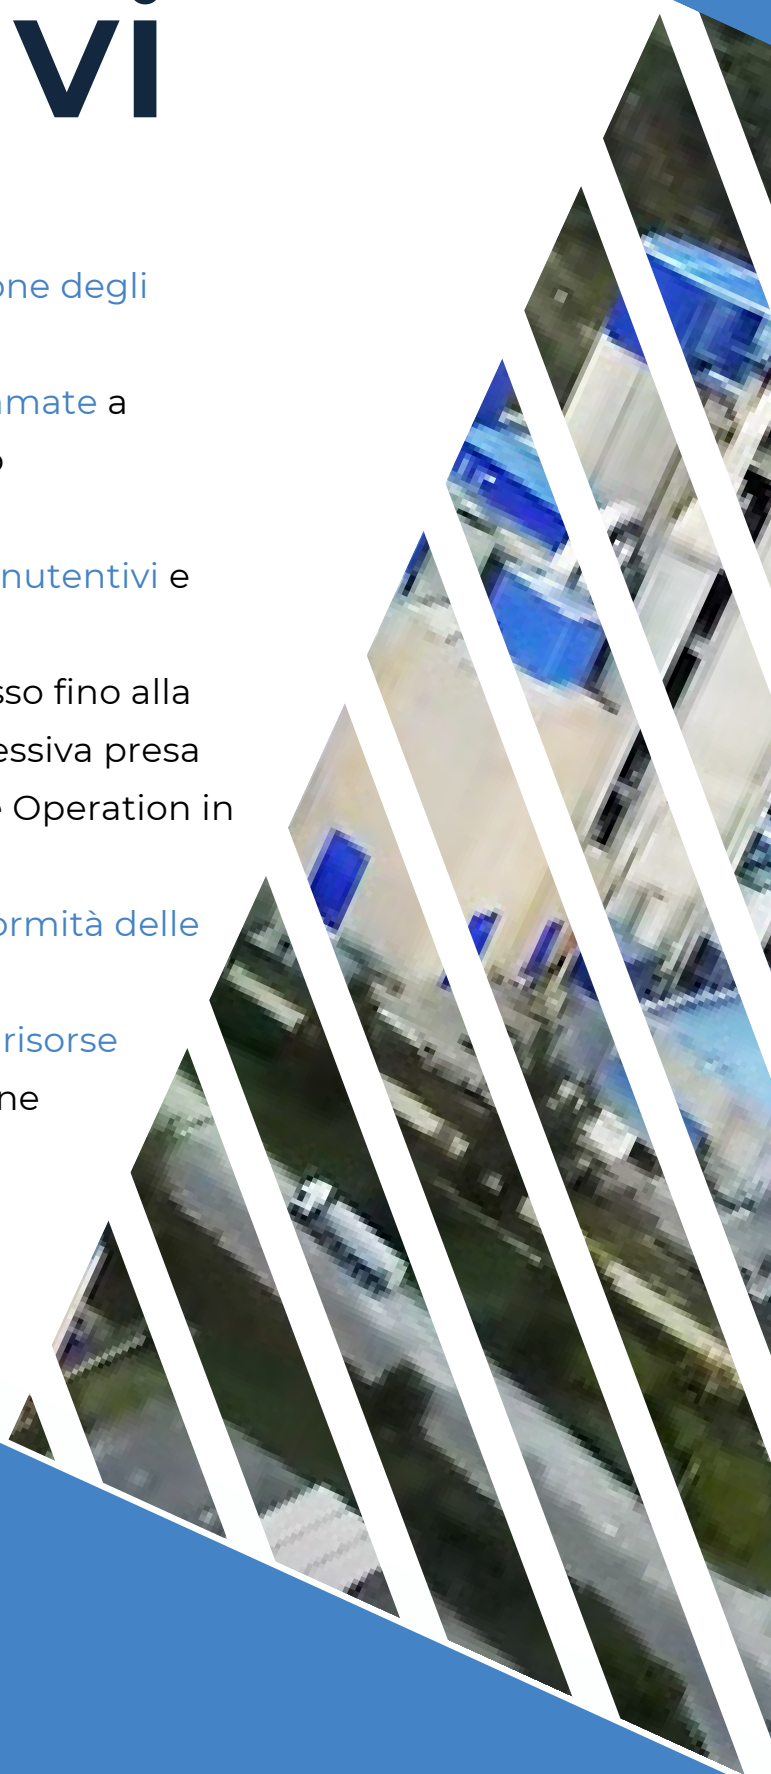 vi
one degli
mate a
o
nutentivi e
sso fino alla
essiva presa
e Operation in
ormità delle
risorse
ne